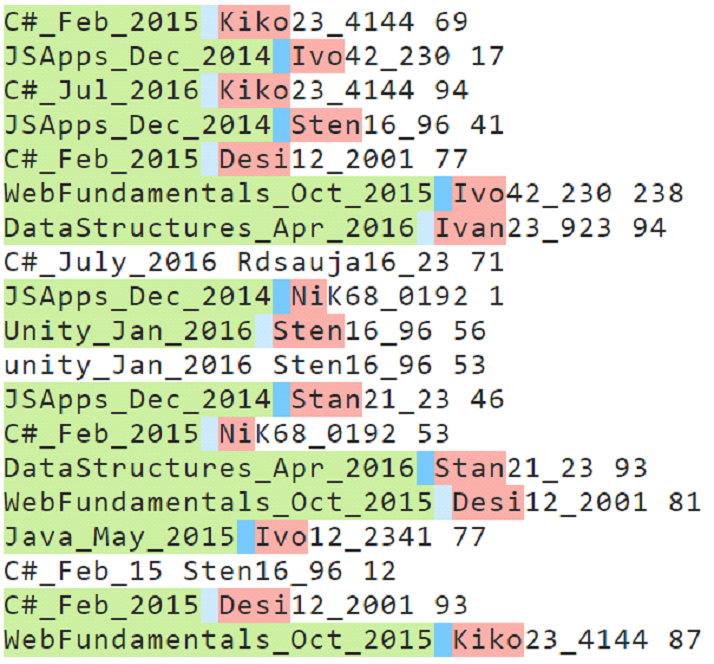 C#_Feb_2015 Kiko23_4144 69
JSApps_Dec_2014 Ivo42_230 17
C#_Jul_2016 Kiko23_4144 94
JSApps_Dec_2014 Sten16_96 41
C#_Feb_2015 Desi12_2001 77
WebFundamentals_Oct_2015 Ivo42_230 238
DataStructures_Apr_2016 Ivan23_923 94
C#_July_2016 Rdsauja16_23 71
JSApps_Dec_2014 NiK68_0192 1
Unity_Jan_2016 Sten16_96 56
unity_Jan_2016 Sten16_96 53
JSApps_Dec_2014 Stan21_23 46
C#_Feb_2015 NiK68_0192 53
DataStructures_Apr_2016 Stan21_23 93
WebFundamentals_Oct_2015 Desi12_2001 81
Java_May_2015 Ivo12_2341 77
C#_Feb_15 Sten16_96 12
C#_Feb_2015 Desi12_2001 93
WebFundamentals_Oct_2015 Kiko23_4144 87